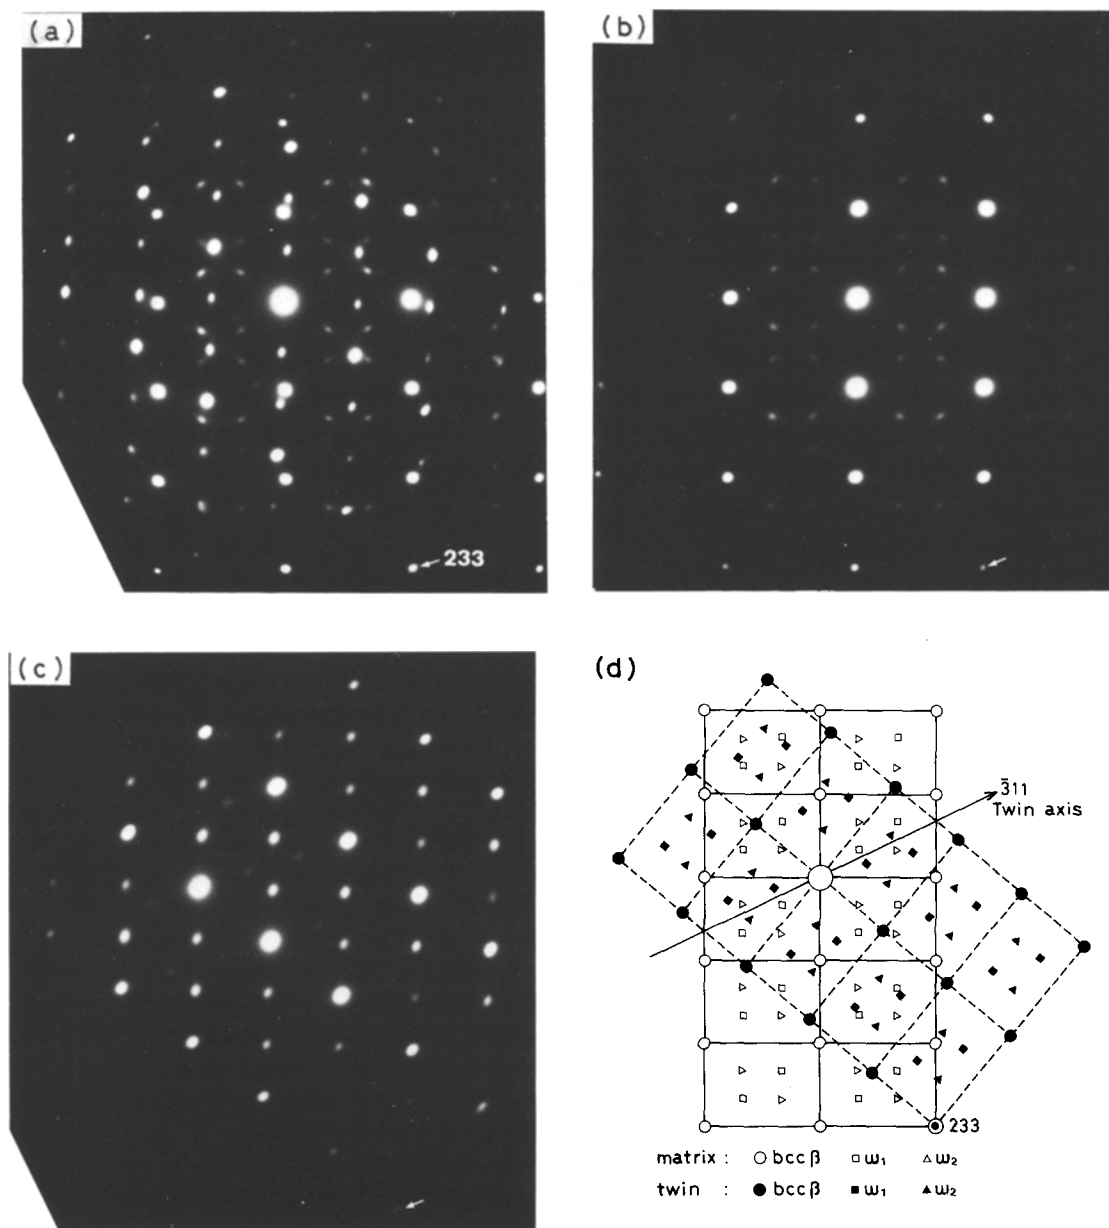 (a)
(b)
233
(c)
(d)
3̄11
Twin axis
233
matrix : bcc β ω₁ ω₂
twin : bcc β ω₁ ω₂